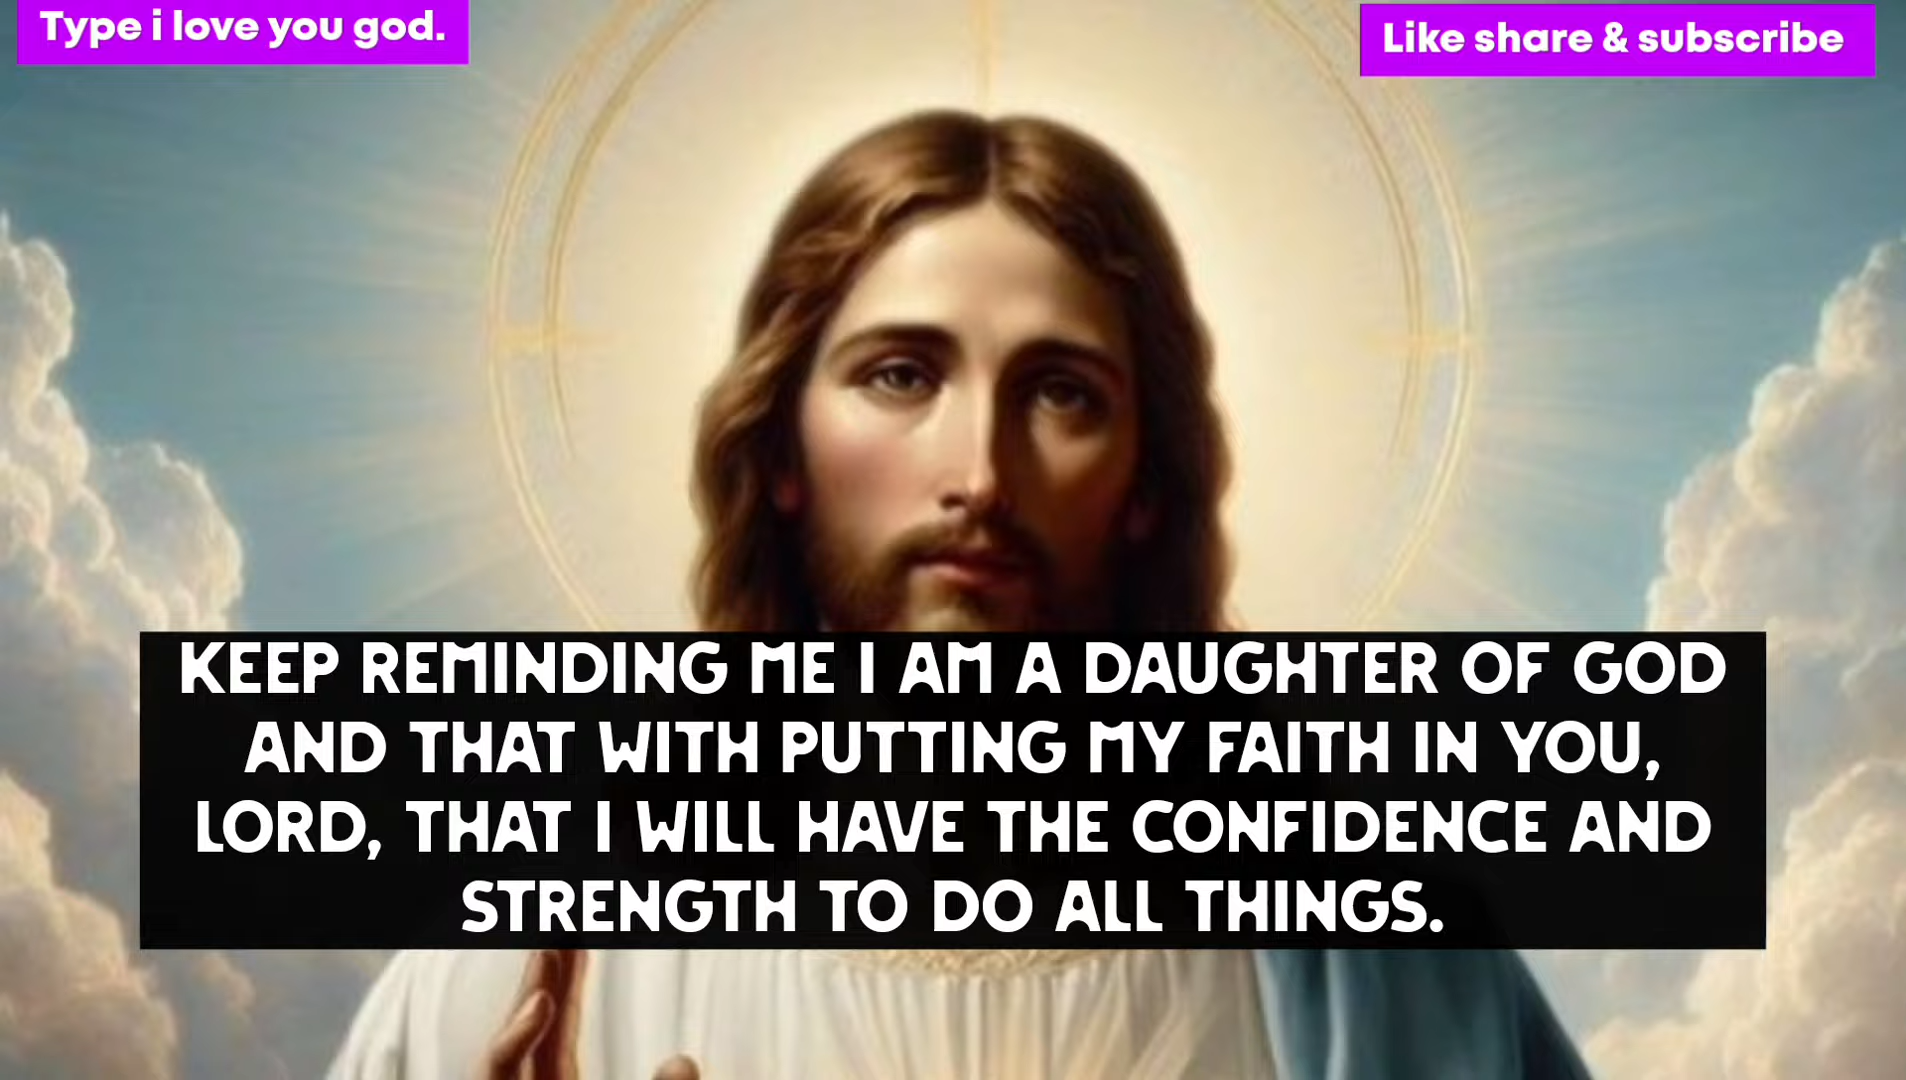 Type i love you god.
Like share & subscribe
KEEP REMINDING ME I AM A DAUGHTER OF GOD
AND THAT WITH PUTTING MY FAITH IN YOU,
LORD, THAT I WILL HAVE THE CONFIDENCE AND
STRENGTH TO DO ALL THINGS.